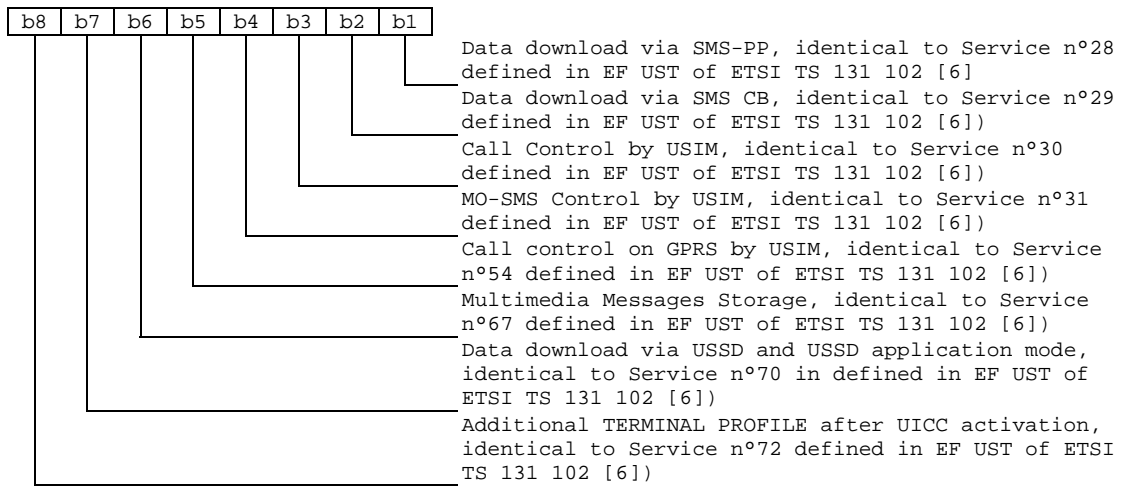 b8 b7 b6 b5 b4 b3 b2 b1
Data download via SMS-PP, identical to Service n°28
defined in EF UST of ETSI TS 131 102 [6]
Data download via SMS CB, identical to Service n°29
defined in EF UST of ETSI TS 131 102 [6])
Call Control by USIM, identical to Service n°30
defined in EF UST of ETSI TS 131 102 [6])
MO-SMS Control by USIM, identical to Service n°31
defined in EF UST of ETSI TS 131 102 [6])
Call control on GPRS by USIM, identical to Service
n°54 defined in EF UST of ETSI TS 131 102 [6])
Multimedia Messages Storage, identical to Service
n°67 defined in EF UST of ETSI TS 131 102 [6])
Data download via USSD and USSD application mode,
identical to Service n°70 in defined in EF UST of
ETSI TS 131 102 [6])
Additional TERMINAL PROFILE after UICC activation,
identical to Service n°72 defined in EF UST of ETSI
TS 131 102 [6])